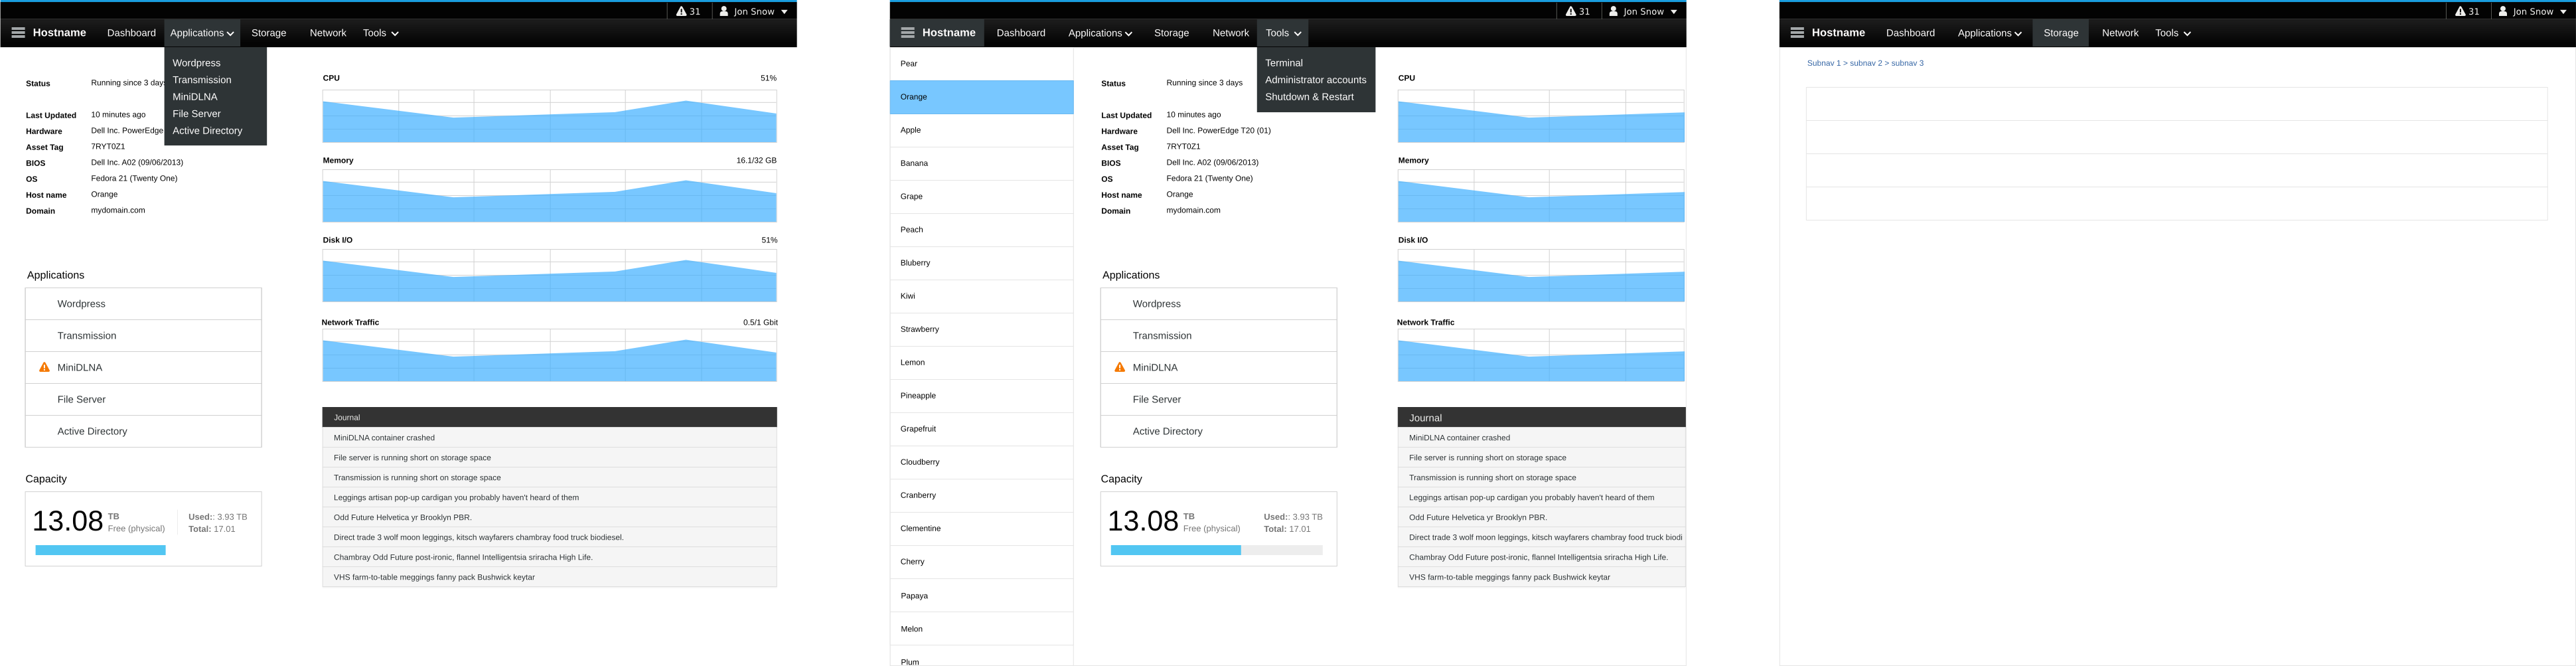 31 Jon Snow
Hostname Dashboard Applications Storage Network Tools
Wordpress
Transmission
MiniDLNA
File Server
Active Directory
Status Running since 3 days
Last Updated 10 minutes ago
Hardware Dell Inc. PowerEdge
Asset Tag 7RYT0Z1
BIOS Dell Inc. A02 (09/06/2013)
OS Fedora 21 (Twenty One)
Host name Orange
Domain mydomain.com
Applications
Wordpress
Transmission
MiniDLNA
File Server
Active Directory
Capacity
13.08 TB Free (physical)
Used:: 3.93 TB
Total: 17.01
CPU 51%
Memory 16.1/32 GB
Disk I/O 51%
Network Traffic 0.5/1 Gbit
Journal
MiniDLNA container crashed
File server is running short on storage space
Transmission is running short on storage space
Leggings artisan pop-up cardigan you probably haven't heard of them
Odd Future Helvetica yr Brooklyn PBR.
Direct trade 3 wolf moon leggings, kitsch wayfarers chambray food truck biodiesel.
Chambray Odd Future post-ironic, flannel Intelligentsia sriracha High Life.
VHS farm-to-table meggings fanny pack Bushwick keytar
31 Jon Snow
Hostname Dashboard Applications Storage Network Tools
Terminal
Administrator accounts
Shutdown & Restart
Pear
Orange
Apple
Banana
Grape
Peach
Bluberry
Kiwi
Strawberry
Lemon
Pineapple
Grapefruit
Cloudberry
Cranberry
Clementine
Cherry
Papaya
Melon
Plum
Status Running since 3 days
Last Updated 10 minutes ago
Hardware Dell Inc. PowerEdge T20 (01)
Asset Tag 7RYT0Z1
BIOS Dell Inc. A02 (09/06/2013)
OS Fedora 21 (Twenty One)
Host name Orange
Domain mydomain.com
Applications
Wordpress
Transmission
MiniDLNA
File Server
Active Directory
Capacity
13.08 TB Free (physical)
Used:: 3.93 TB
Total: 17.01
CPU
Memory
Disk I/O
Network Traffic
Journal
MiniDLNA container crashed
File server is running short on storage space
Transmission is running short on storage space
Leggings artisan pop-up cardigan you probably haven't heard of them
Odd Future Helvetica yr Brooklyn PBR.
Direct trade 3 wolf moon leggings, kitsch wayfarers chambray food truck biodi
Chambray Odd Future post-ironic, flannel Intelligentsia sriracha High Life.
VHS farm-to-table meggings fanny pack Bushwick keytar
31 Jon Snow
Hostname Dashboard Applications Storage Network Tools
Subnav 1 > subnav 2 > subnav 3